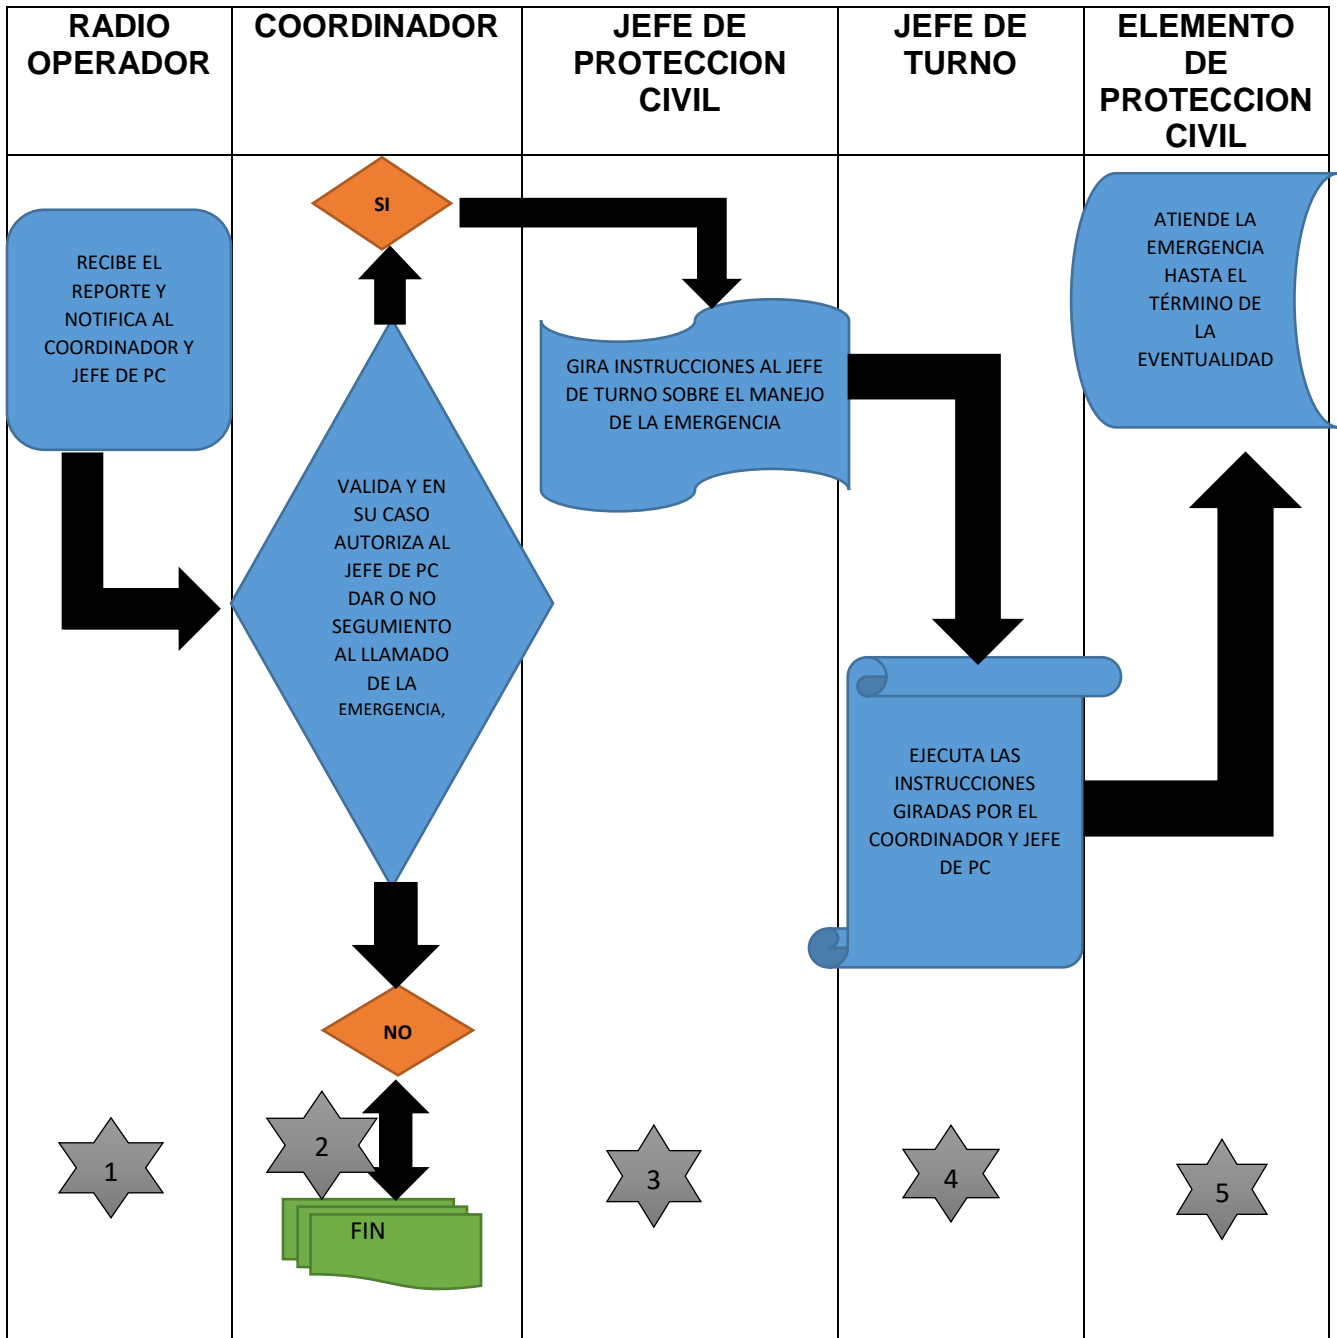 RADIO
OPERADOR
COORDINADOR
JEFE DE
PROTECCION
CIVIL
JEFE DE
TURNO
ELEMENTO
DE
PROTECCION
CIVIL
RECIBE EL
REPORTE Y
NOTIFICA AL
COORDINADOR Y
JEFE DE PC
SI
VALIDA Y EN
SU CASO
AUTORIZA AL
JEFE DE PC
DAR O NO
SEGUMIENTO
AL LLAMADO
DE LA
EMERGENCIA,
NO
FIN
GIRA INSTRUCCIONES AL JEFE
DE TURNO SOBRE EL MANEJO
DE LA EMERGENCIA
EJECUTA LAS
INSTRUCCIONES
GIRADAS POR EL
COORDINADOR Y JEFE
DE PC
ATIENDE LA
EMERGENCIA
HASTA EL
TÉRMINO DE
LA
EVENTUALIDAD
1
2
3
4
5